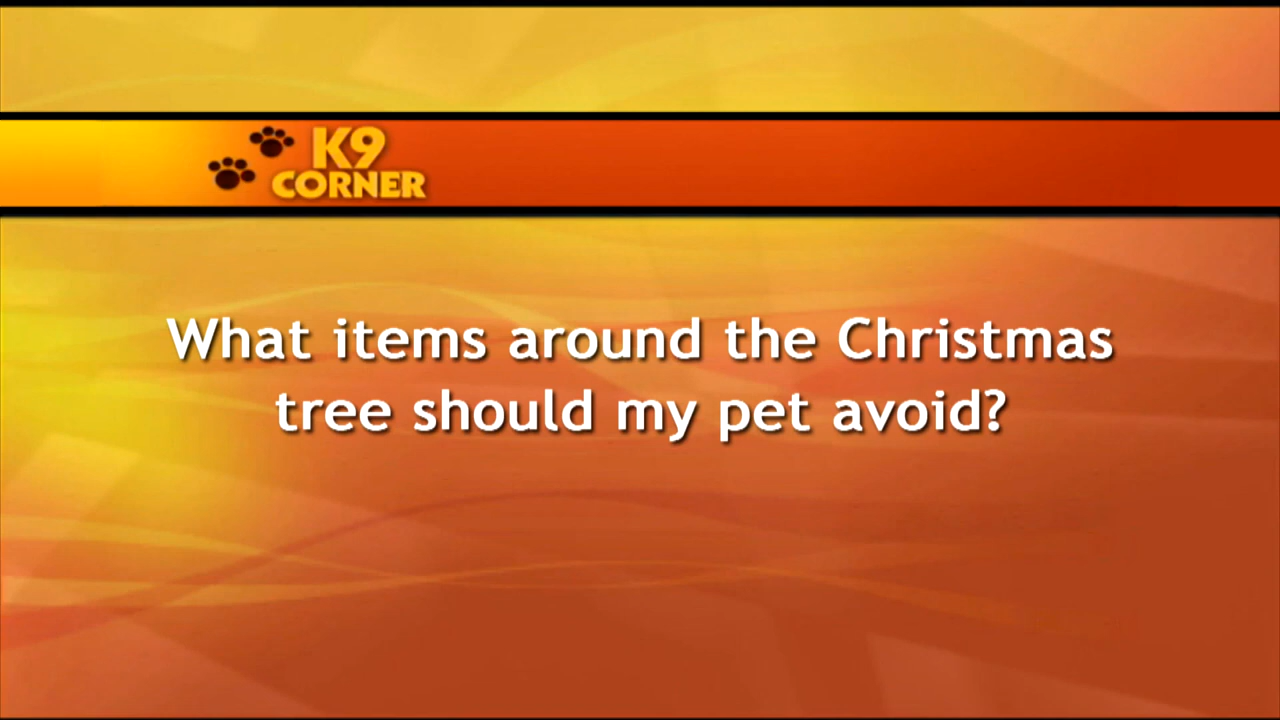 K9
CORNER
What items around the Christmas
tree should my pet avoid?